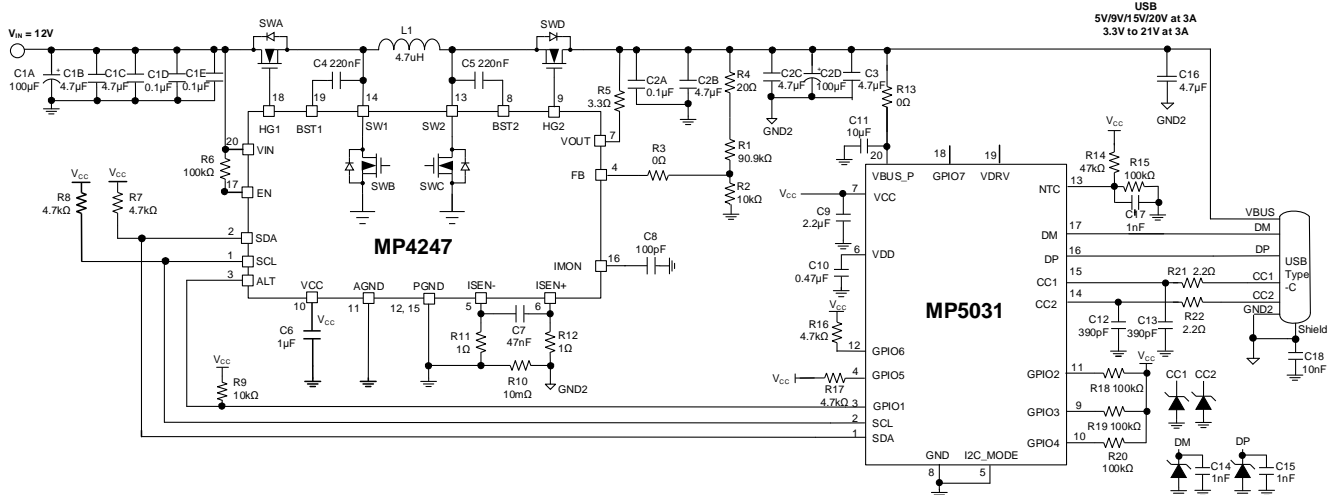 USB
5V/9V/15V/20V at 3A
3.3V to 21V at 3A
VIN = 12V
SWA
L1
4.7uH
SWD
C1A
100µF
C1B
4.7µF
C1C
4.7µF
C1D
0.1µF
C1E
0.1µF
C4 220nF
C5 220nF
18
19
14
13
8
9
HG1
BST1
SW1
SW2
BST2
HG2
R5
3.3Ω
C2A
0.1µF
C2B
4.7µF
R4
20Ω
C2C
4.7µF
C2D
100µF
C3
4.7µF
GND2
R13
0Ω
C16
4.7µF
GND2
C11
10µF
VOUT
7
R6
100kΩ
20
VIN
17
EN
SWB
SWC
4
FB
R3
0Ω
R1
90.9kΩ
R2
10kΩ
VCC
R8
4.7kΩ
VCC
R7
4.7kΩ
2
SDA
1
SCL
3
ALT
MP4247
IMON
16
C8
100pF
VCC
10
AGND
11
PGND
12, 15
ISEN-
5
ISEN+
6
VCC
C6
1µF
R11
1Ω
C7
47nF
R12
1Ω
R10
10mΩ
GND2
VCC
R9
10kΩ
20
VBUS_P
18
GPIO7
19
VDRV
VCC
7
VCC
C9
2.2µF
6
VDD
C10
0.47µF
VCC
R16
4.7kΩ
12
GPIO6
VCC
4
GPIO5
R17
4.7kΩ
3
GPIO1
2
SCL
1
SDA
MP5031
GND
8
I2C_MODE
5
VCC
R14
47kΩ
R15
100kΩ
13
NTC
C17
1nF
17
DM
16
DP
15
CC1
14
CC2
R21 2.2Ω
R22
2.2Ω
C12
390pF
C13
390pF
VBUS
DM
DP
CC1
CC2
GND2
USB
Type
-C
Shield
C18
10nF
VCC
11
GPIO2
R18 100kΩ
9
GPIO3
R19 100kΩ
10
GPIO4
R20
100kΩ
CC1
CC2
DM
C14
1nF
DP
C15
1nF